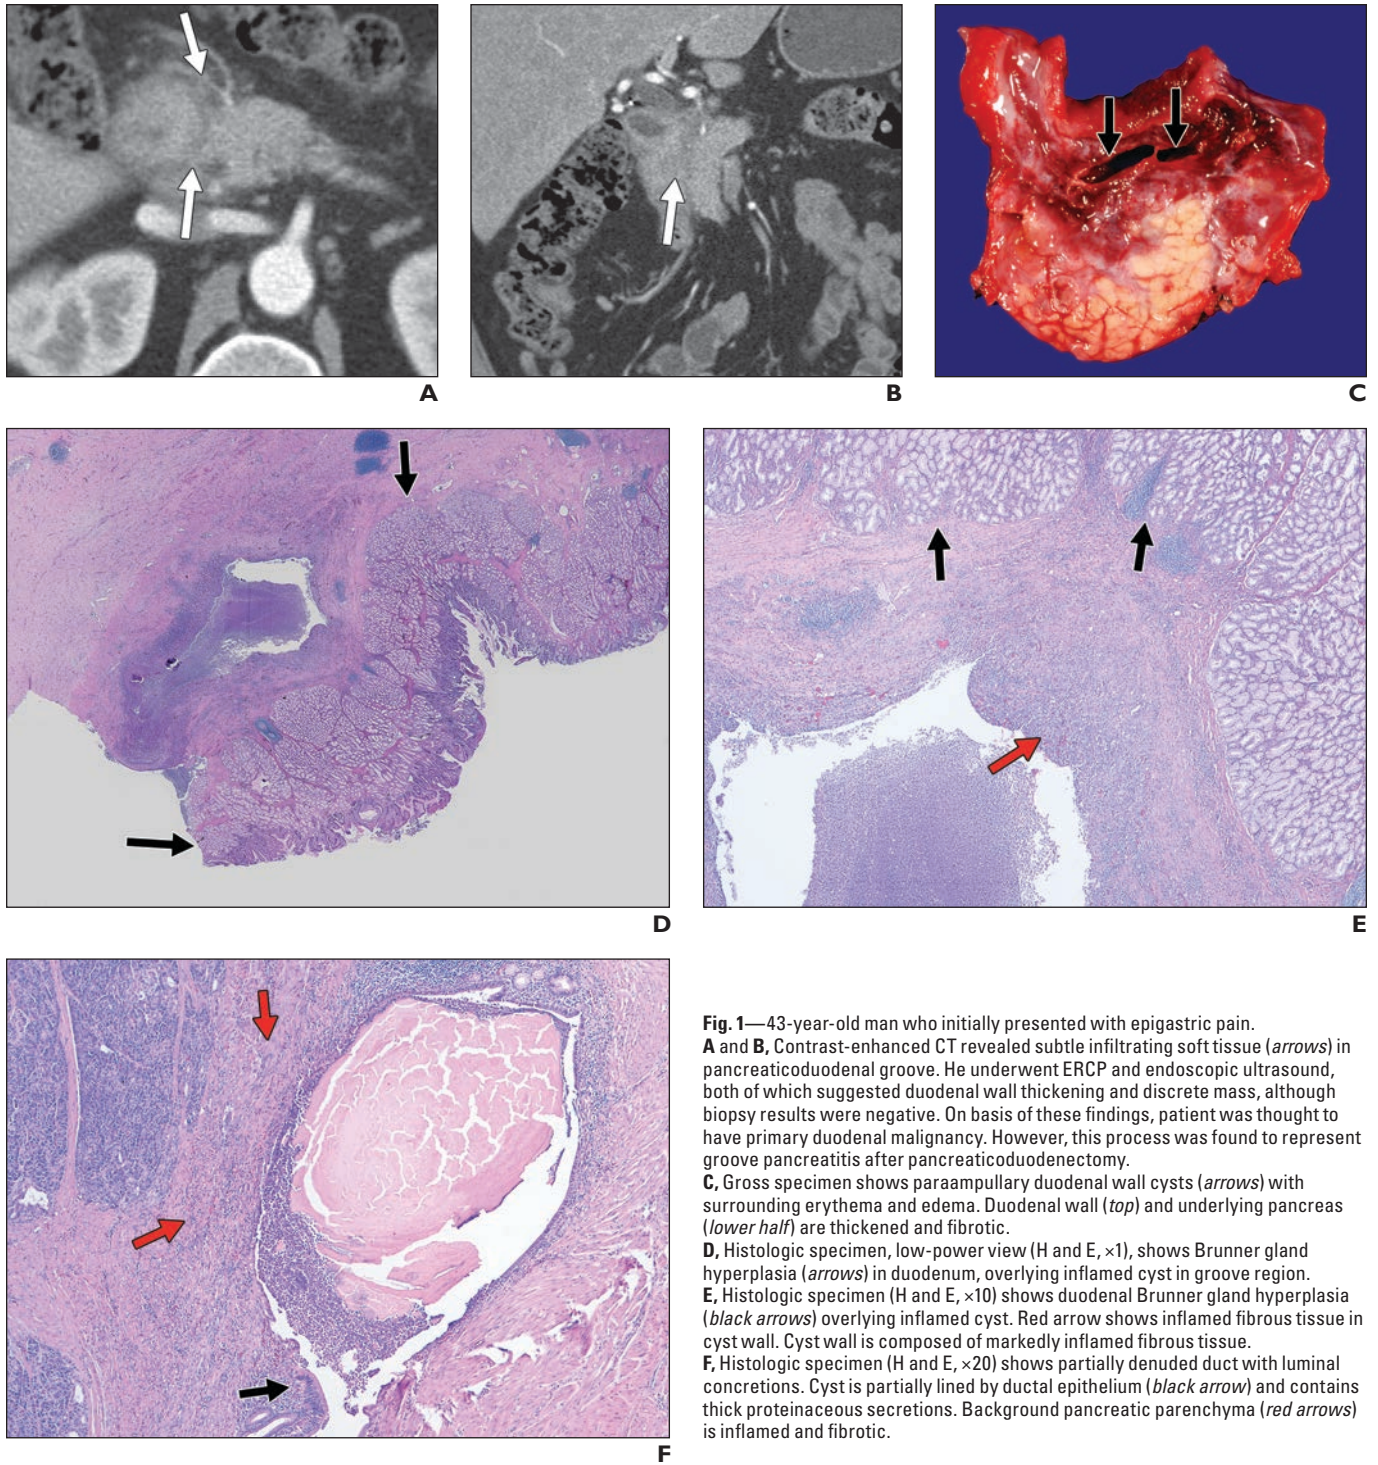 A
B
C
D
E
F
Fig. 1—43-year-old man who initially presented with epigastric pain.
A and B, Contrast-enhanced CT revealed subtle infiltrating soft tissue (arrows) in
pancreaticoduodenal groove. He underwent ERCP and endoscopic ultrasound,
both of which suggested duodenal wall thickening and discrete mass, although
biopsy results were negative. On basis of these findings, patient was thought to
have primary duodenal malignancy. However, this process was found to represent
groove pancreatitis after pancreaticoduodenectomy.
C, Gross specimen shows paraampullary duodenal wall cysts (arrows) with
surrounding erythema and edema. Duodenal wall (top) and underlying pancreas
(lower half) are thickened and fibrotic.
D, Histologic specimen, low-power view (H and E, ×1), shows Brunner gland
hyperplasia (arrows) in duodenum, overlying inflamed cyst in groove region.
E, Histologic specimen (H and E, ×10) shows duodenal Brunner gland hyperplasia
(black arrows) overlying inflamed cyst. Red arrow shows inflamed fibrous tissue in
cyst wall. Cyst wall is composed of markedly inflamed fibrous tissue.
F, Histologic specimen (H and E, ×20) shows partially denuded duct with luminal
concretions. Cyst is partially lined by ductal epithelium (black arrow) and contains
thick proteinaceous secretions. Background pancreatic parenchyma (red arrows)
is inflamed and fibrotic.